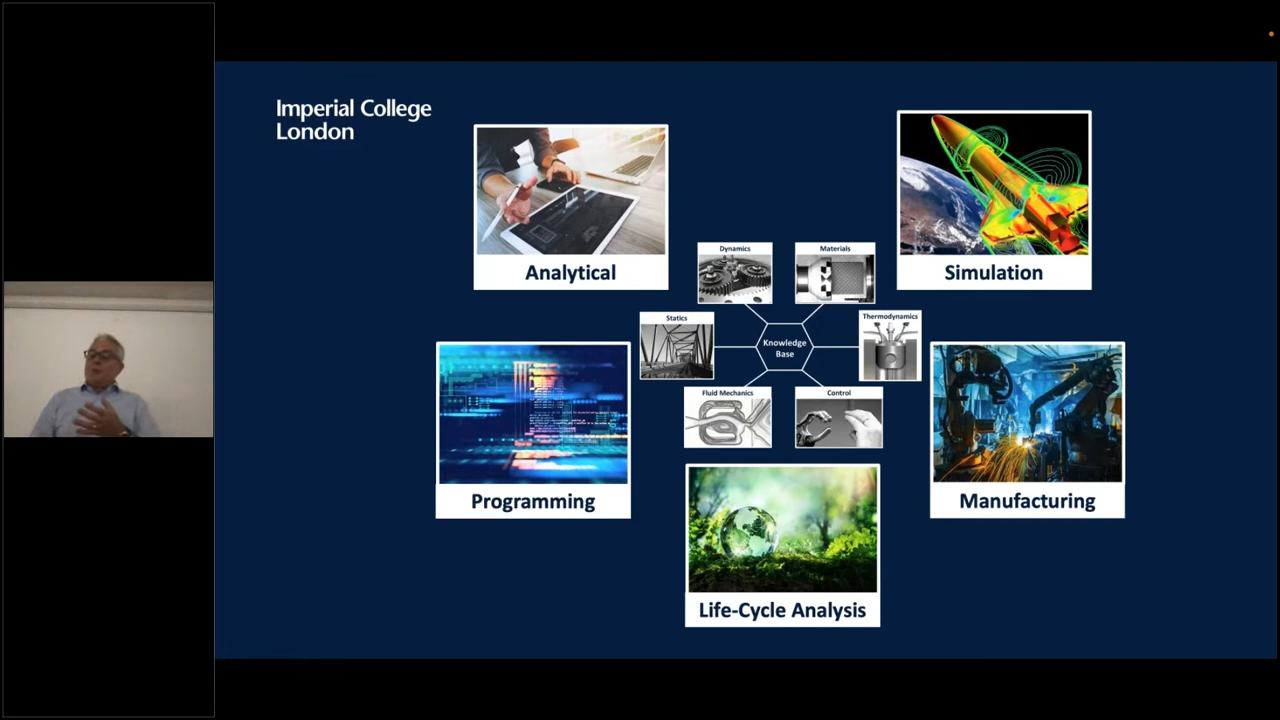 Imperial College
London
Analytical
Simulation
Dynamics
Materials
Statics
Thermodynamics
Knowledge
Base
Fluid Mechanics
Control
Programming
Manufacturing
Life-Cycle Analysis